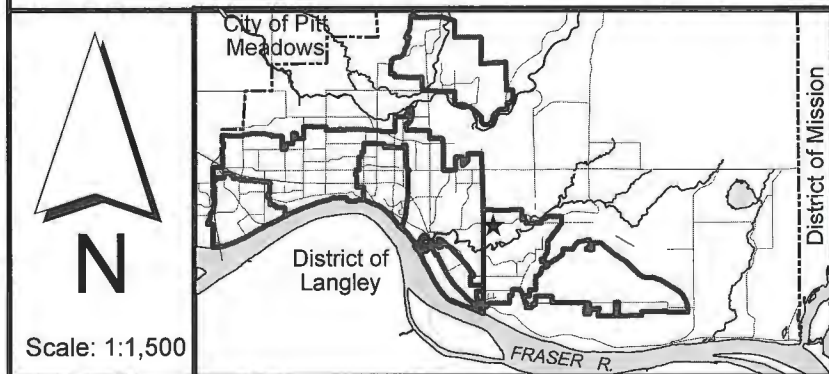 N
Scale: 1:1,500
City of Pitt
Meadows
District of
Langley
FRASER R.
District of Mission